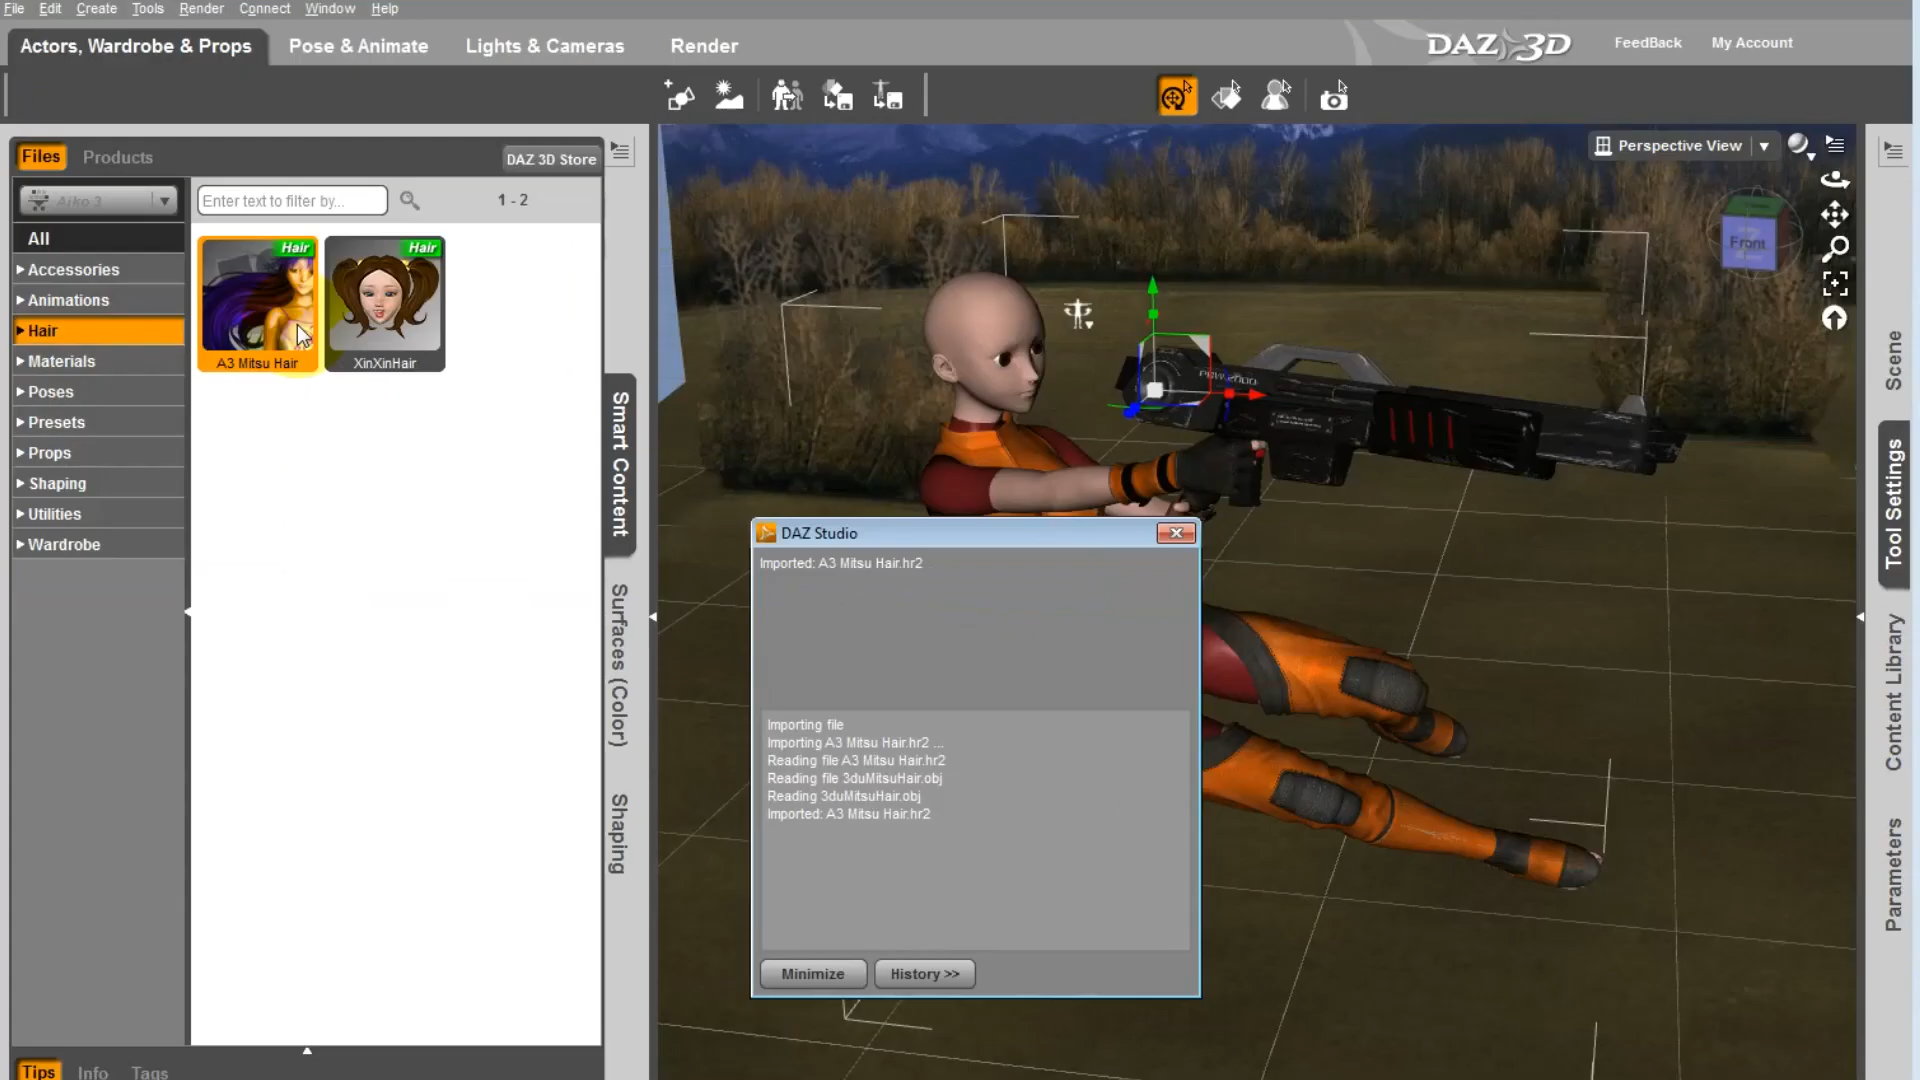 File Edit Create Tools Render Connect Window Help
Actors, Wardrobe & Props Pose & Animate Lights & Cameras Render
DAZ 3D FeedBack My Account
Files Products DAZ 3D Store
Aiko 3 Enter text to filter by... 1 - 2
All
Accessories
Animations
Hair
Materials
Poses
Presets
Props
Shaping
Utilities
Wardrobe
Hair Hair
A3 Mitsu Hair XinXinHair
Smart Content
Surfaces (Color)
Shaping
Perspective View
Front
DAZ Studio
Imported: A3 Mitsu Hair.hr2
Importing file
Importing A3 Mitsu Hair.hr2 ...
Reading file A3 Mitsu Hair.hr2
Reading file 3duMitsuHair.obj
Reading 3duMitsuHair.obj
Imported: A3 Mitsu Hair.hr2
Minimize History >>
Scene
Tool Settings
Content Library
Parameters
Tips Info Tags